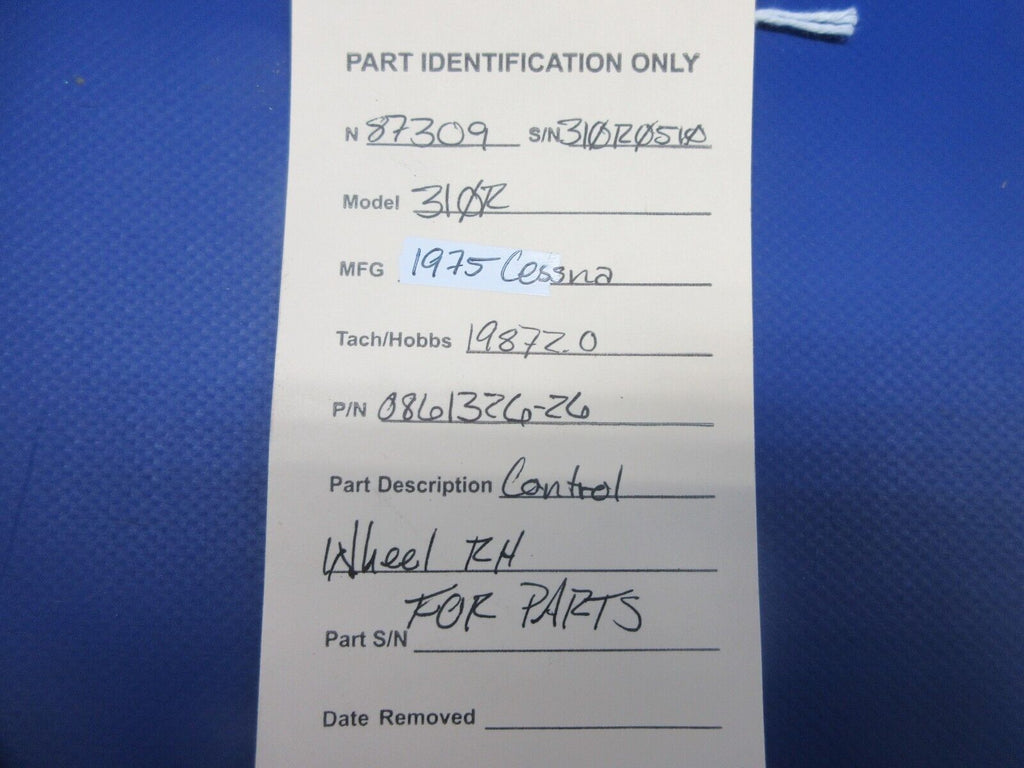 PART IDENTIFICATION ONLY
N 87309 S/N 310R0510
Model 310R
MFG 1975 Cessna
Tach/Hobbs 19872.0
P/N 0861326-26
Part Description Control
Wheel RH
FOR PARTS
Part S/N
Date Removed